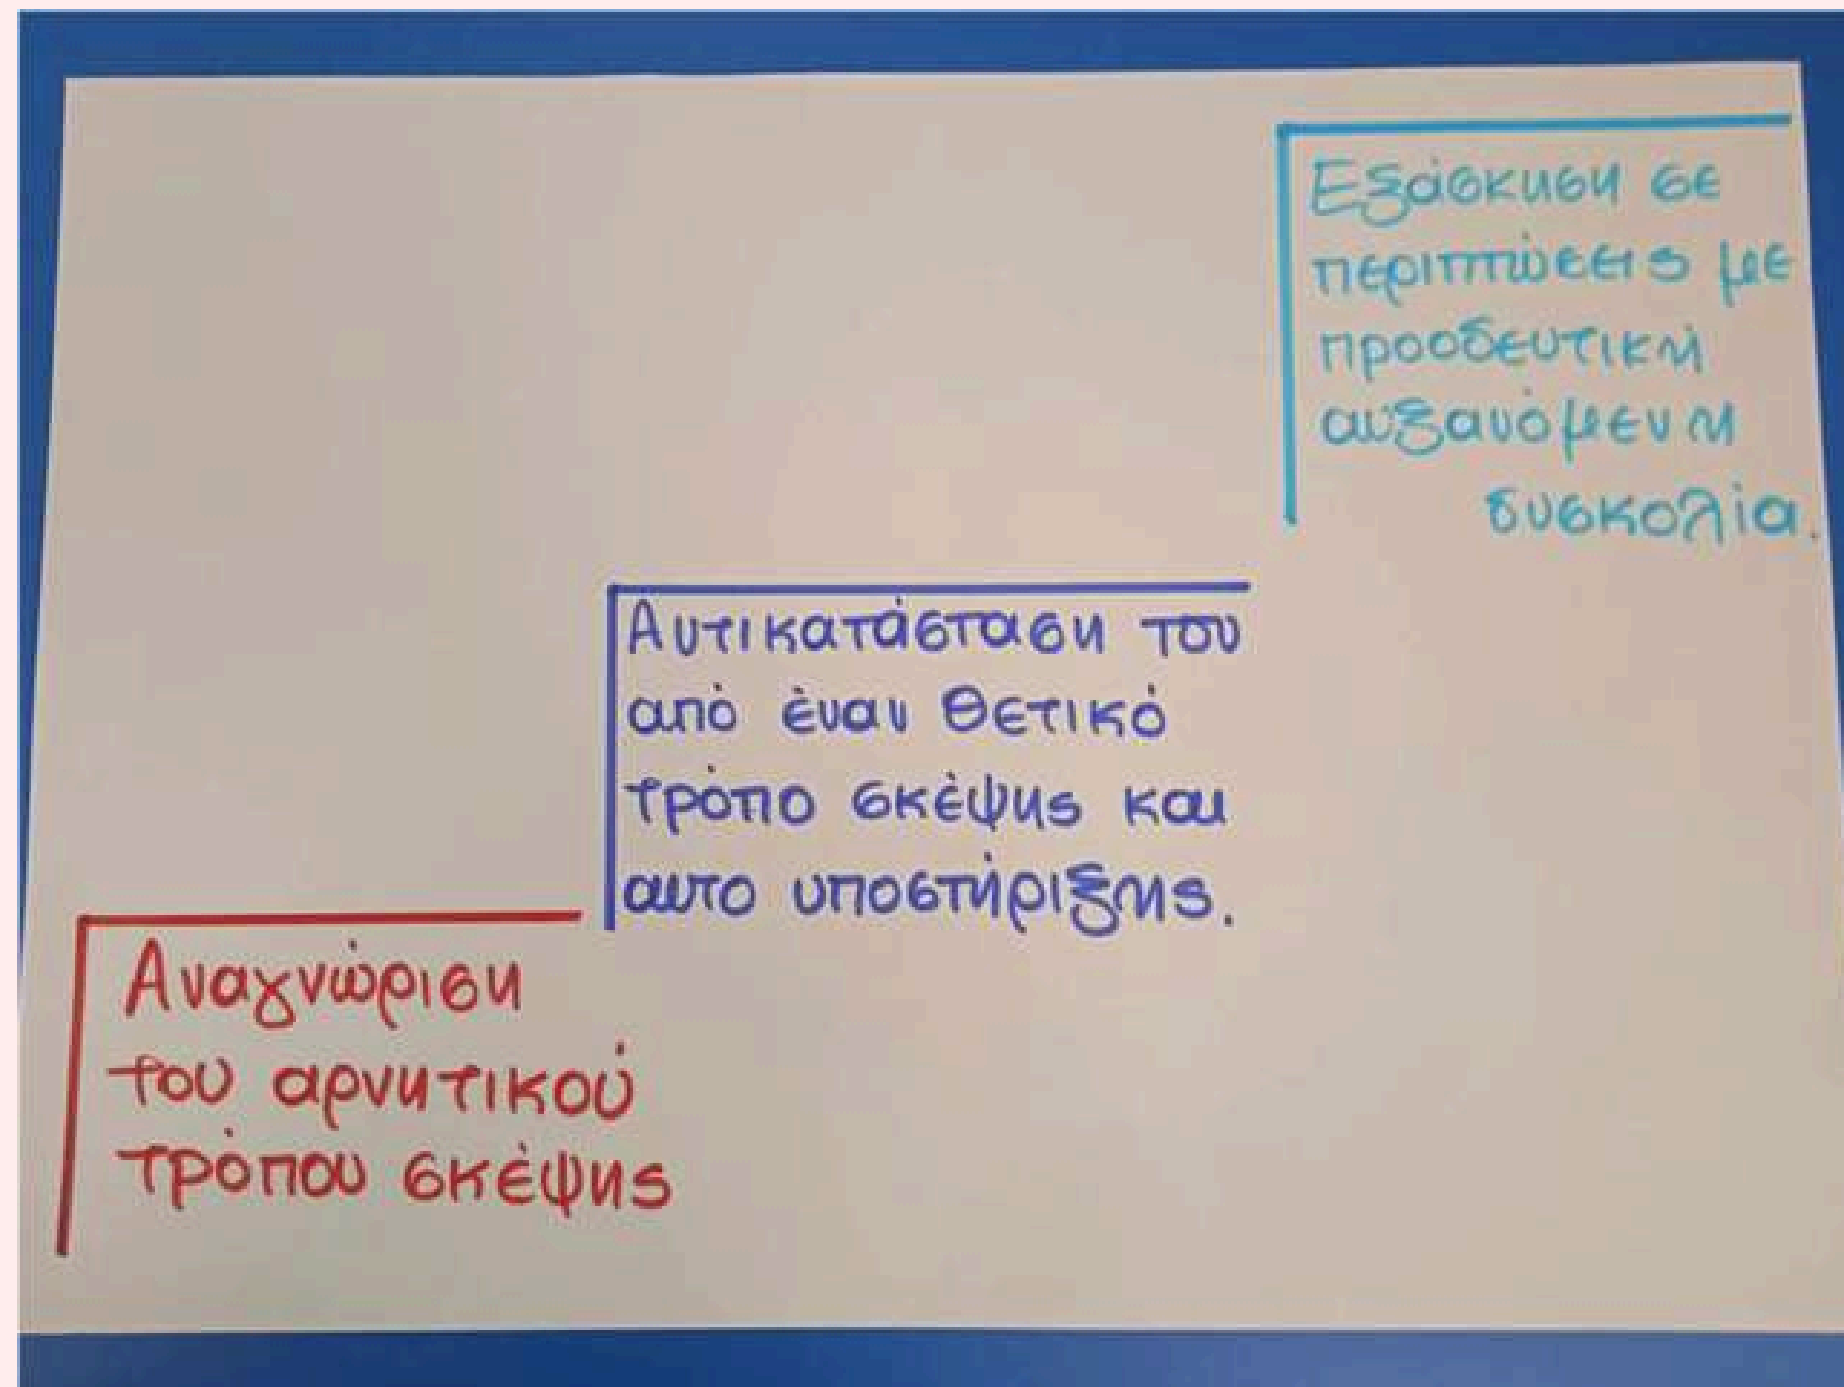 Εξάσκηση σε
περιπτώσεις με
προοδευτική
αυξανόμενη
δυσκολία.
Αντικατάσταση του
από έναν θετικό
τρόπο σκέψης και
αυτο υποστήριξης.
Αναγνώριση
του αρνητικού
τρόπου σκέψης